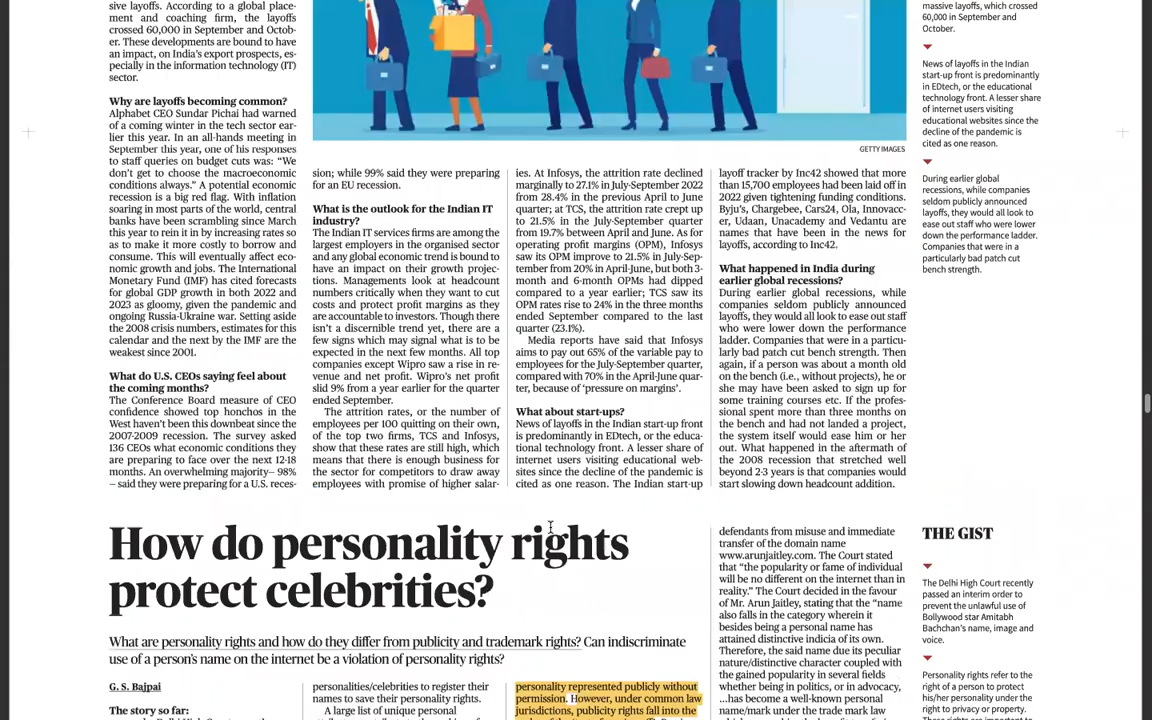 sive layoffs. According to a global place-
ment and coaching firm, the layoffs
crossed 60,000 in September and Octob-
er. These developments are bound to have
an impact, on India's export prospects, es-
pecially in the information technology (IT)
sector.
Why are layoffs becoming common?
Alphabet CEO Sundar Pichai had warned
of a coming winter in the tech sector ear-
lier this year. In an all-hands meeting in
September this year, one of his responses
to staff queries on budget cuts was: “We
don't get to choose the macroeconomic
conditions always.” A potential economic
recession is a big red flag. With inflation
soaring in most parts of the world, central
banks have been scrambling since March
this year to rein it in by increasing rates so
as to make it more costly to borrow and
consume. This will eventually affect eco-
nomic growth and jobs. The International
Monetary Fund (IMF) has cited forecasts
for global GDP growth in both 2022 and
2023 as gloomy, given the pandemic and
ongoing Russia-Ukraine war. Setting aside
the 2008 crisis numbers, estimates for this
calendar and the next by the IMF are the
weakest since 2001.
What do U.S. CEOs saying feel about
the coming months?
The Conference Board measure of CEO
confidence showed top honchos in the
West haven't been this downbeat since the
2007-2009 recession. The survey asked
136 CEOs what economic conditions they
are preparing to face over the next 12-18
months. An overwhelming majority— 98%
— said they were preparing for a U.S. reces-
GETTY IMAGES
sion; while 99% said they were preparing
for an EU recession.
What is the outlook for the Indian IT
industry?
The Indian IT services firms are among the
largest employers in the organised sector
and any global economic trend is bound to
have an impact on their growth projec-
tions. Managements look at headcount
numbers critically when they want to cut
costs and protect profit margins as they
are accountable to investors. Though there
isn't a discernible trend yet, there are a
few signs which may signal what is to be
expected in the next few months. All top
companies except Wipro saw a rise in re-
venue and net profit. Wipro's net profit
slid 9% from a year earlier for the quarter
ended September.
The attrition rates, or the number of
employees per 100 quitting on their own,
of the top two firms, TCS and Infosys,
show that these rates are still high, which
means that there is enough business for
the sector for competitors to draw away
employees with promise of higher salar-
ies. At Infosys, the attrition rate declined
marginally to 27.1% in July-September 2022
from 28.4% in the previous April to June
quarter; at TCS, the attrition rate crept up
to 21.5% in the July-September quarter
from 19.7% between April and June. As for
operating profit margins (OPM), Infosys
saw its OPM improve to 21.5% in July-Sep-
tember from 20% in April-June, but both 3-
month and 6-month OPMs had dipped
compared to a year earlier; TCS saw its
OPM rates rise to 24% in the three months
ended September compared to the last
quarter (23.1%).
Media reports have said that Infosys
aims to pay out 65% of the variable pay to
employees for the July-September quarter,
compared with 70% in the April-June quar-
ter, because of ‘pressure on margins’.
What about start-ups?
News of layoffs in the Indian start-up front
is predominantly in EDtech, or the educa-
tional technology front. A lesser share of
internet users visiting educational web-
sites since the decline of the pandemic is
cited as one reason. The Indian start-up
layoff tracker by Inc42 showed that more
than 15,700 employees had been laid off in
2022 given tightening funding conditions.
Byju's, Chargebee, Cars24, Ola, Innovacc-
er, Udaan, Unacademy and Vedantu are
names that have been in the news for
layoffs, according to Inc42.
What happened in India during
earlier global recessions?
During earlier global recessions, while
companies seldom publicly announced
layoffs, they would all look to ease out staff
who were lower down the performance
ladder. Companies that were in a particu-
larly bad patch cut bench strength. Then
again, if a person was about a month old
on the bench (i.e., without projects), he or
she may have been asked to sign up for
some training courses etc. If the profes-
sional spent more than three months on
the bench and had not landed a project,
the system itself would ease him or her
out. What happened in the aftermath of
the 2008 recession that stretched well
beyond 2-3 years is that companies would
start slowing down headcount addition.
massive layoffs, which crossed
60,000 in September and
October.
News of layoffs in the Indian
start-up front is predominantly
in EDtech, or the educational
technology front. A lesser share
of internet users visiting
educational websites since the
decline of the pandemic is
cited as one reason.
During earlier global
recessions, while companies
seldom publicly announced
layoffs, they would all look to
ease out staff who were lower
down the performance ladder.
Companies that were in a
particularly bad patch cut
bench strength.
How do personality rights
protect celebrities?
What are personality rights and how do they differ from publicity and trademark rights? Can indiscriminate
use of a person's name on the internet be a violation of personality rights?
G. S. Bajpai
The story so far:
personalities/celebrities to register their
names to save their personality rights.
A large list of unique personal
personality represented publicly without
permission. However, under common law
jurisdictions, publicity rights fall into the
defendants from misuse and immediate
transfer of the domain name
www.arunjaitley.com. The Court stated
that “the popularity or fame of individual
will be no different on the internet than in
reality.” The Court decided in the favour
of Mr. Arun Jaitley, stating that the “name
also falls in the category wherein it
besides being a personal name has
attained distinctive indicia of its own.
Therefore, the said name due its peculiar
nature/distinctive character coupled with
the gained popularity in several fields
whether being in politics, or in advocacy,
...has become a well-known personal
name/mark under the trade mark law
THE GIST
The Delhi High Court recently
passed an interim order to
prevent the unlawful use of
Bollywood star Amitabh
Bachchan's name, image and
voice.
Personality rights refer to the
right of a person to protect
his/her personality under the
right to privacy or property.